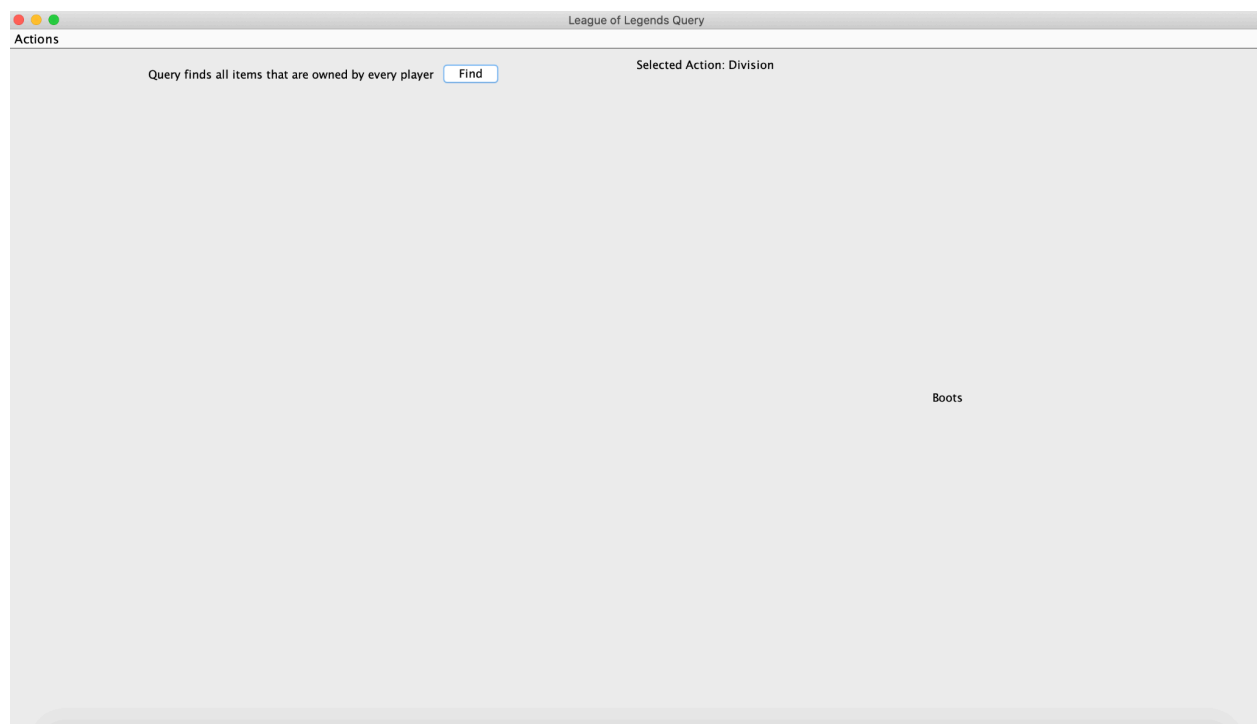 League of Legends Query
Actions
Query finds all items that are owned by every player Find
Selected Action: Division
Boots